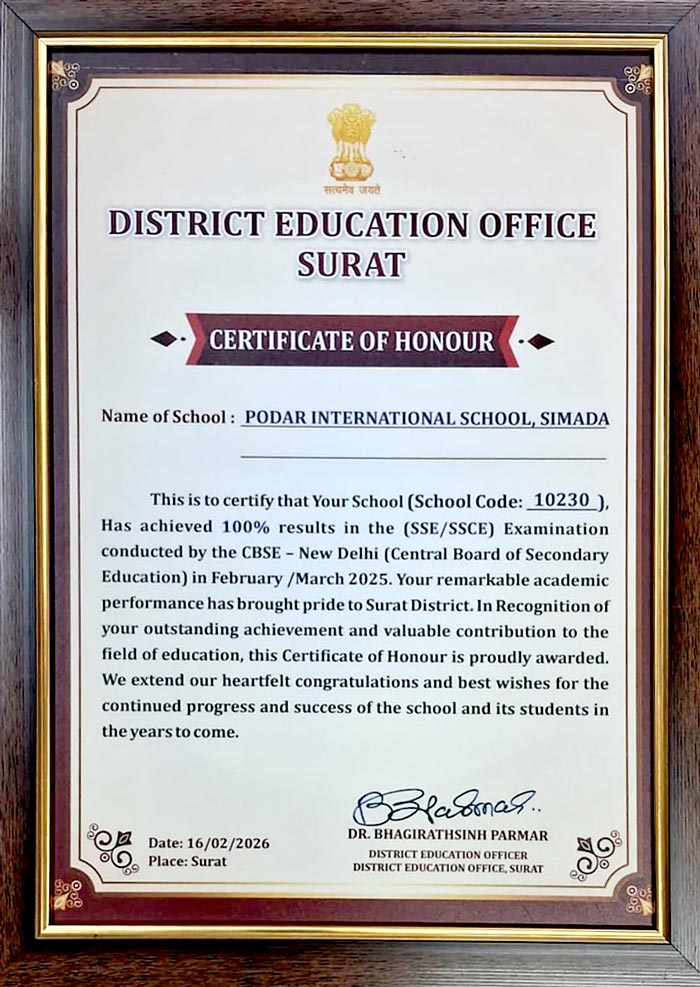 सत्यमेव जयते
DISTRICT EDUCATION OFFICE
SURAT
CERTIFICATE OF HONOUR
Name of School : PODAR INTERNATIONAL SCHOOL, SIMADA
This is to certify that Your School (School Code: 10230 ),
Has achieved 100% results in the (SSE/SSCE) Examination
conducted by the CBSE – New Delhi (Central Board of Secondary
Education) in February /March 2025. Your remarkable academic
performance has brought pride to Surat District. In Recognition of
your outstanding achievement and valuable contribution to the
field of education, this Certificate of Honour is proudly awarded.
We extend our heartfelt congratulations and best wishes for the
continued progress and success of the school and its students in
the years to come.
Date: 16/02/2026
Place: Surat
DR. BHAGIRATHSINH PARMAR
DISTRICT EDUCATION OFFICER
DISTRICT EDUCATION OFFICE, SURAT